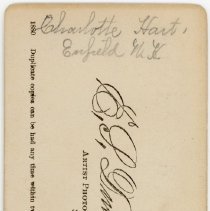 Charlotte Hart.
Enfield N.H.
1880 Duplicate copies can be had any time within
E. S.
ARTIST PHOTO